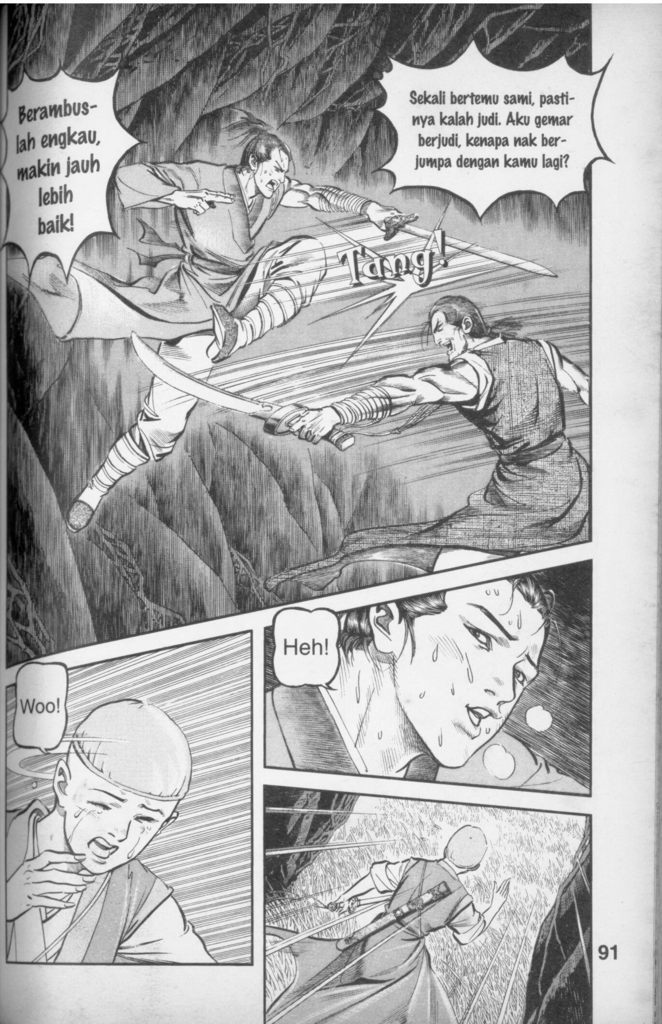 Berambus-
lah engkau,
makin jauh
lebih
baik!
Sekali bertemu sami, pasti-
nya kalah judi. Aku gemar
berjudi, kenapa nak ber-
jumpa dengan kamu lagi?
Tang!
Heh!
Woo!
91